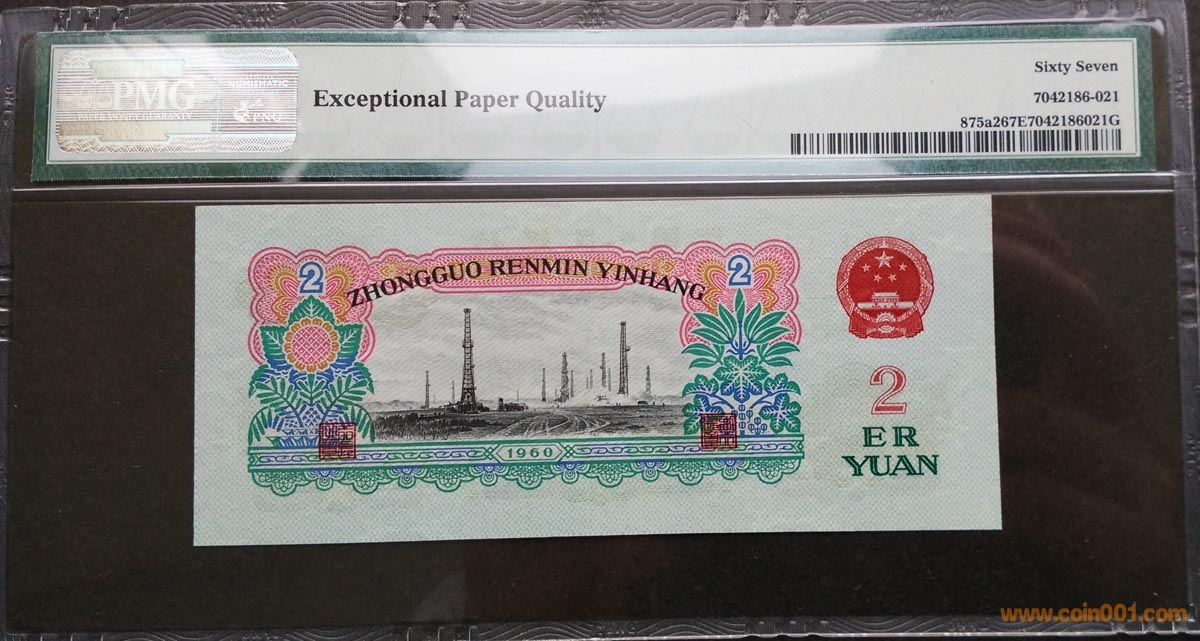 PMG
Exceptional Paper Quality
Sixty Seven
7042186-021
875a267E7042186021G
2
ZHONGGUO RENMIN YINHANG
2
1960
2
ER
YUAN
www.coin001.com